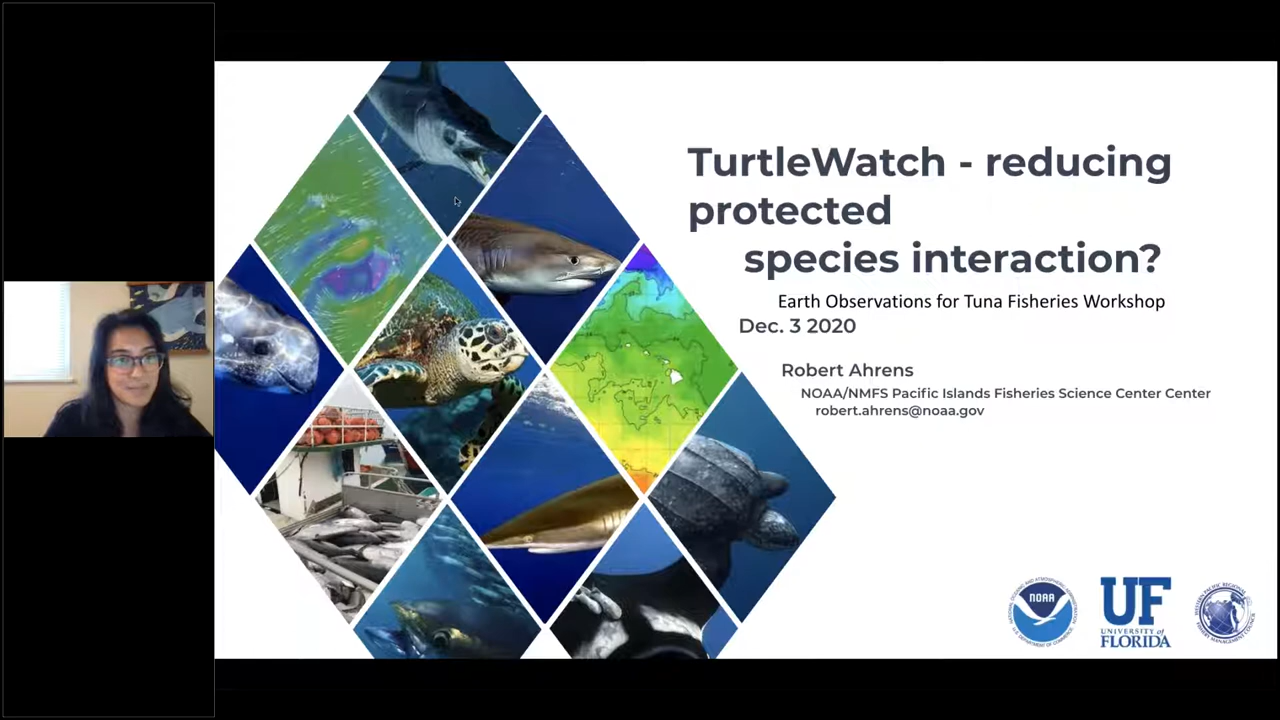 TurtleWatch - reducing
protected
species interaction?
Earth Observations for Tuna Fisheries Workshop
Dec. 3 2020
Robert Ahrens
NOAA/NMFS Pacific Islands Fisheries Science Center Center
robert.ahrens@noaa.gov
NOAA
UF
UNIVERSITY of
FLORIDA